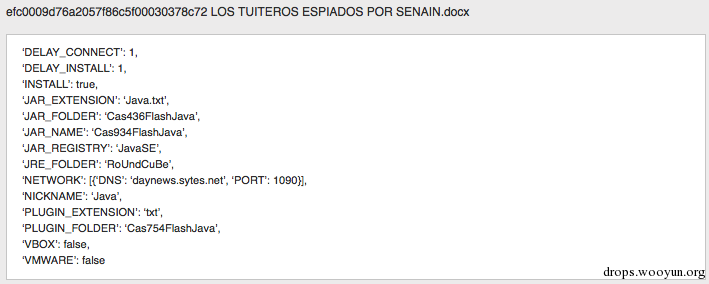 efc0009d76a2057f86c5f00030378c72 LOS TUITEROS ESPIADOS POR SENAIN.docx
‘DELAY_CONNECT’: 1,
‘DELAY_INSTALL’: 1,
‘INSTALL’: true,
‘JAR_EXTENSION’: ‘Java.txt’,
‘JAR_FOLDER’: ‘Cas436FlashJava’,
‘JAR_NAME’: ‘Cas934FlashJava’,
‘JAR_REGISTRY’: ‘JavaSE’,
‘JRE_FOLDER’: ‘RoUndCuBe’,
‘NETWORK’: [{‘DNS’: ‘daynews.sytes.net’, ‘PORT’: 1090}],
‘NICKNAME’: ‘Java’,
‘PLUGIN_EXTENSION’: ‘txt’,
‘PLUGIN_FOLDER’: ‘Cas754FlashJava’,
‘VBOX’: false,
‘VMWARE’: false
drops.wooyun.org